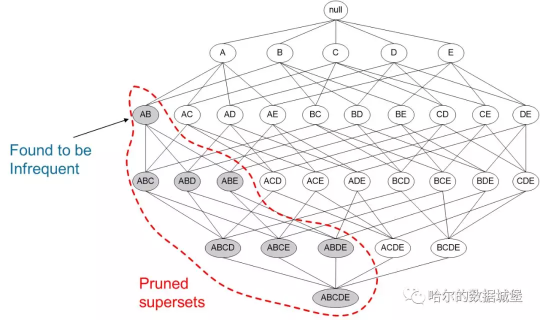 null
A B C D E
AB AC AD AE BC BD BE CD CE DE
Found to be
Infrequent
ABC ABD ABE ACD ACE ADE BCD BCE BDE CDE
ABCD ABCE ABDE ACDE BCDE
Pruned
supersets
ABCDE
哈尔的数据城堡